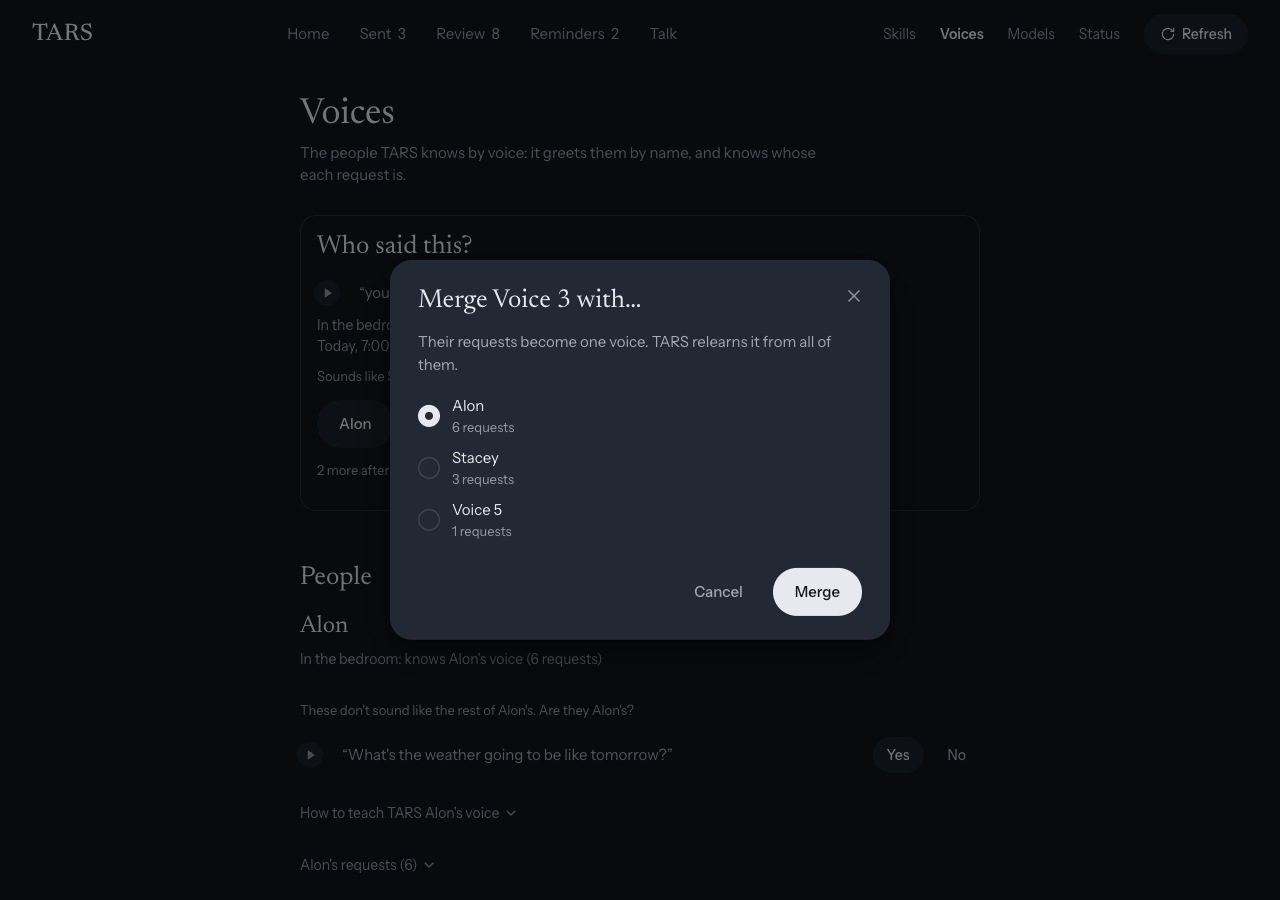 TARS
Home Sent 3 Review 8 Reminders 2 Talk
Skills Voices Models Status Refresh
Voices
The people TARS knows by voice: it greets them by name, and knows whose
each request is.
Who said this?
“you
In the bedro
Today, 7:00
Sounds like
Alon
2 more after
Merge Voice 3 with…
Their requests become one voice. TARS relearns it from all of
them.
Alon
6 requests
Stacey
3 requests
Voice 5
1 requests
Cancel Merge
People
Alon
In the bedroom: knows Alon's voice (6 requests)
These don't sound like the rest of Alon's. Are they Alon's?
“What's the weather going to be like tomorrow?” Yes No
How to teach TARS Alon's voice
Alon's requests (6)